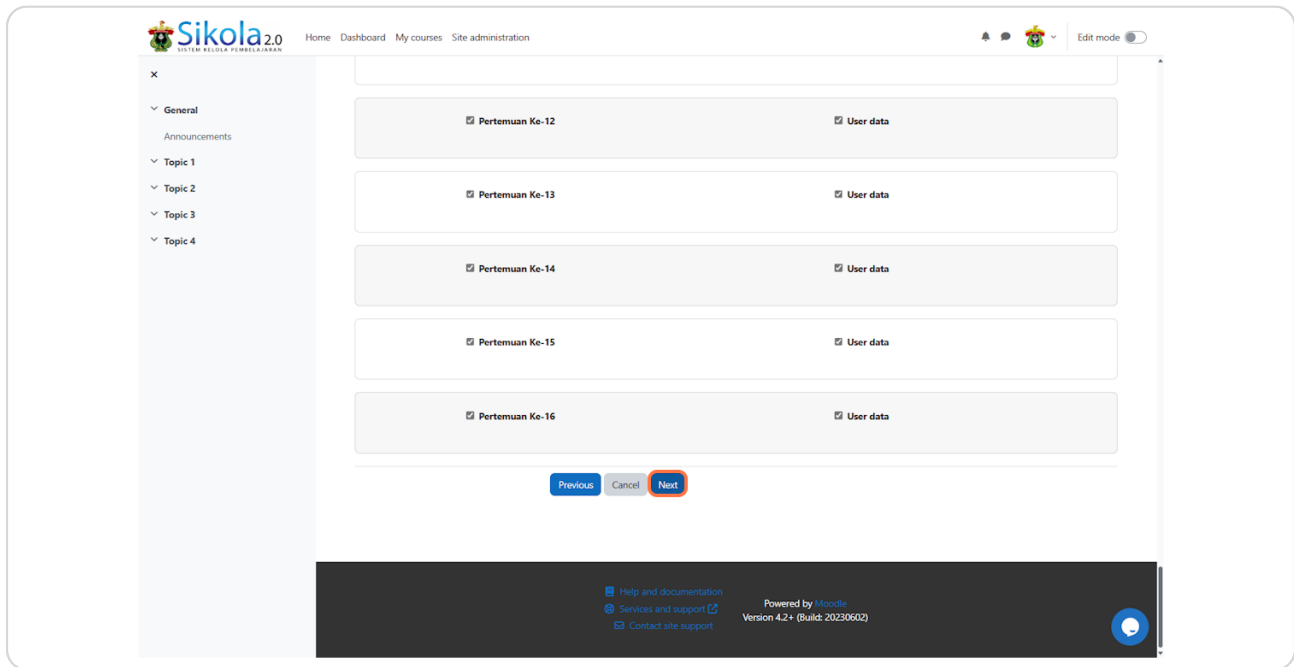 Sikola 2.0
SISTEM KELOLA PEMBELAJARAN
Home Dashboard My courses Site administration
Edit mode
General
Announcements
Topic 1
Topic 2
Topic 3
Topic 4
Pertemuan Ke-12 User data
Pertemuan Ke-13 User data
Pertemuan Ke-14 User data
Pertemuan Ke-15 User data
Pertemuan Ke-16 User data
Previous Cancel Next
Help and documentation
Services and support
Contact site support
Powered by Moodle
Version 4.2+ (Build: 20230602)